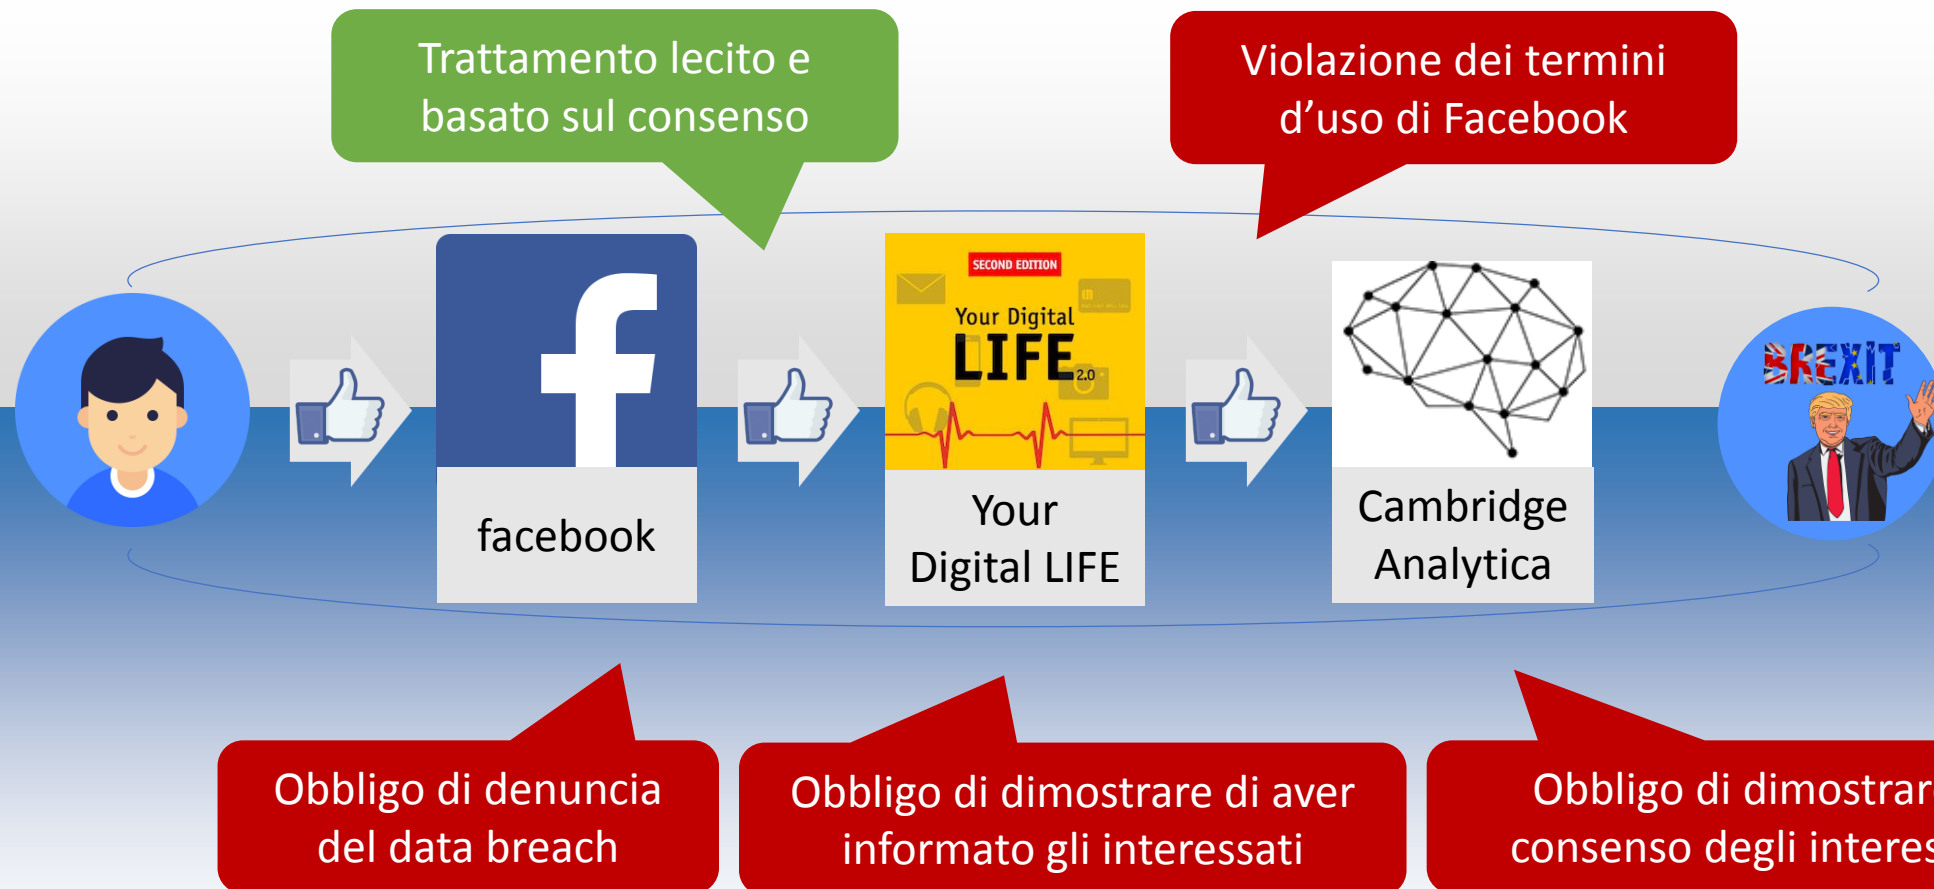 Trattamento lecito e
basato sul consenso
Violazione dei termini
d’uso di Facebook
SECOND EDITION
Your Digital
LIFE 2.0
BREXIT
facebook
Your
Digital LIFE
Cambridge
Analytica
Obbligo di denuncia
del data breach
Obbligo di dimostrare di aver
informato gli interessati
Obbligo di dimostrare
consenso degli interes